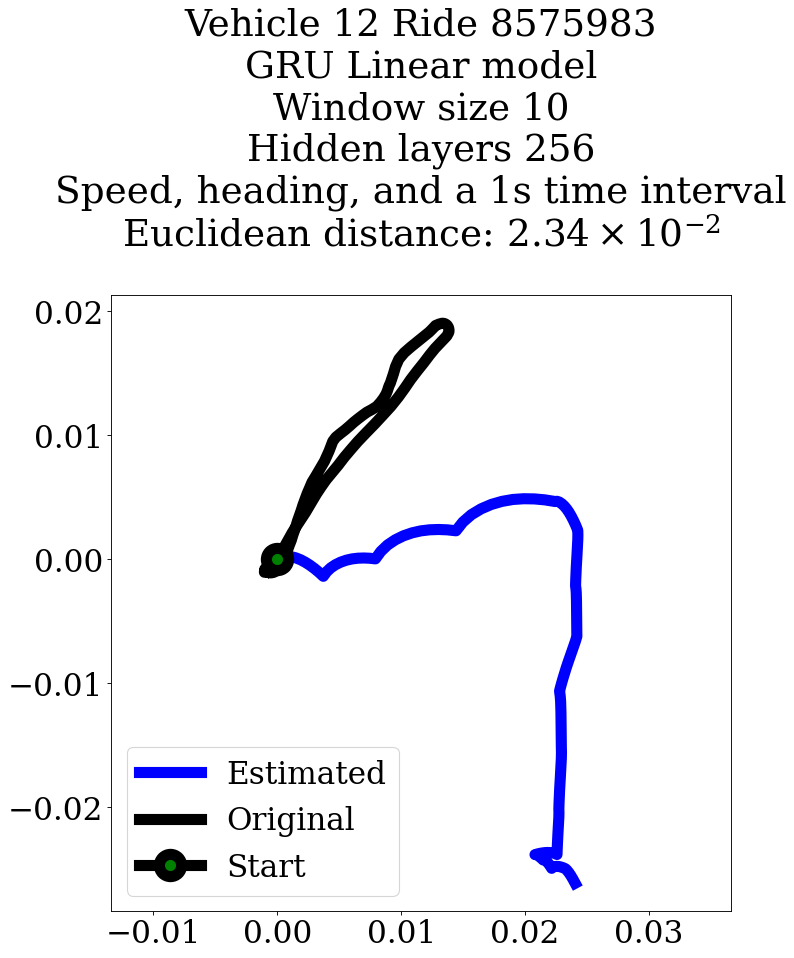 Vehicle 12 Ride 8575983
GRU Linear model
Window size 10
Hidden layers 256
Speed, heading, and a 1s time interval
Euclidean distance: 2.34 × 10⁻²
0.02
0.01
0.00
−0.01
−0.02
Estimated
Original
Start
−0.01 0.00 0.01 0.02 0.03